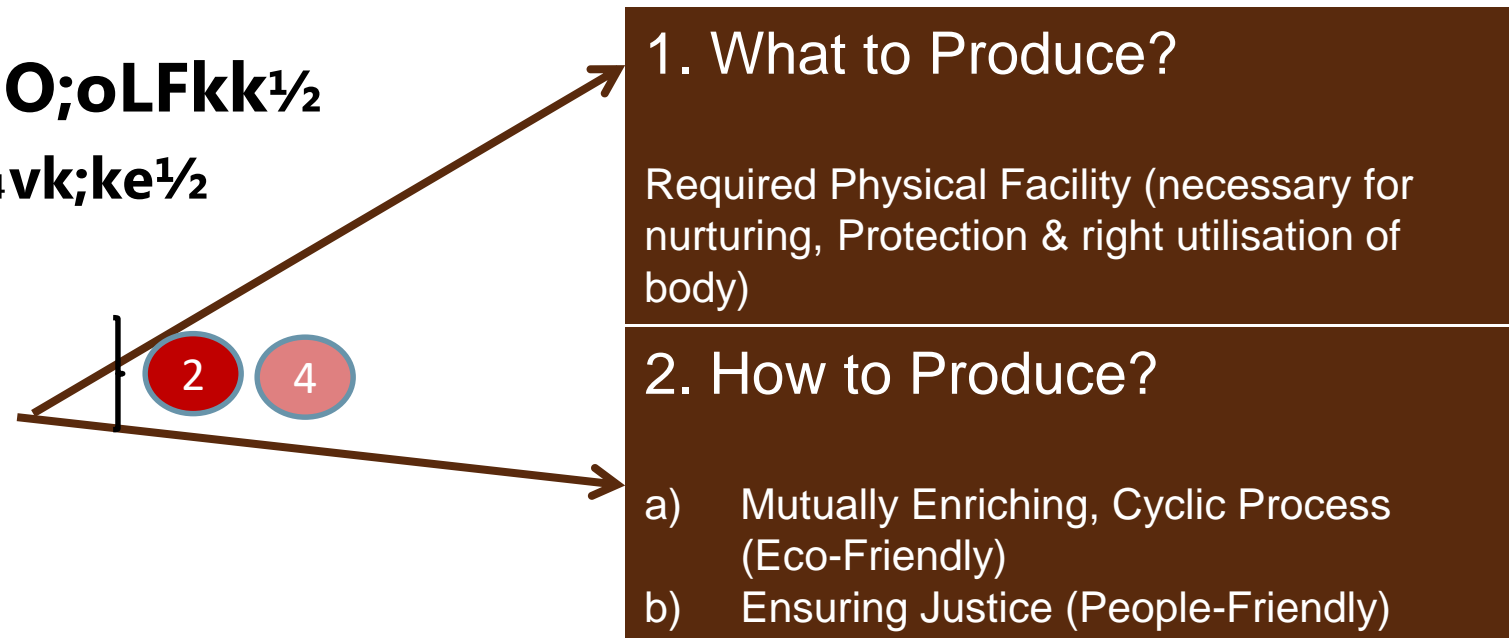 O;oLFkk½
vk;ke½
1. What to Produce?
Required Physical Facility (necessary for
nurturing, Protection & right utilisation of
body)
2 4
2. How to Produce?
a) Mutually Enriching, Cyclic Process
(Eco-Friendly)
b) Ensuring Justice (People-Friendly)